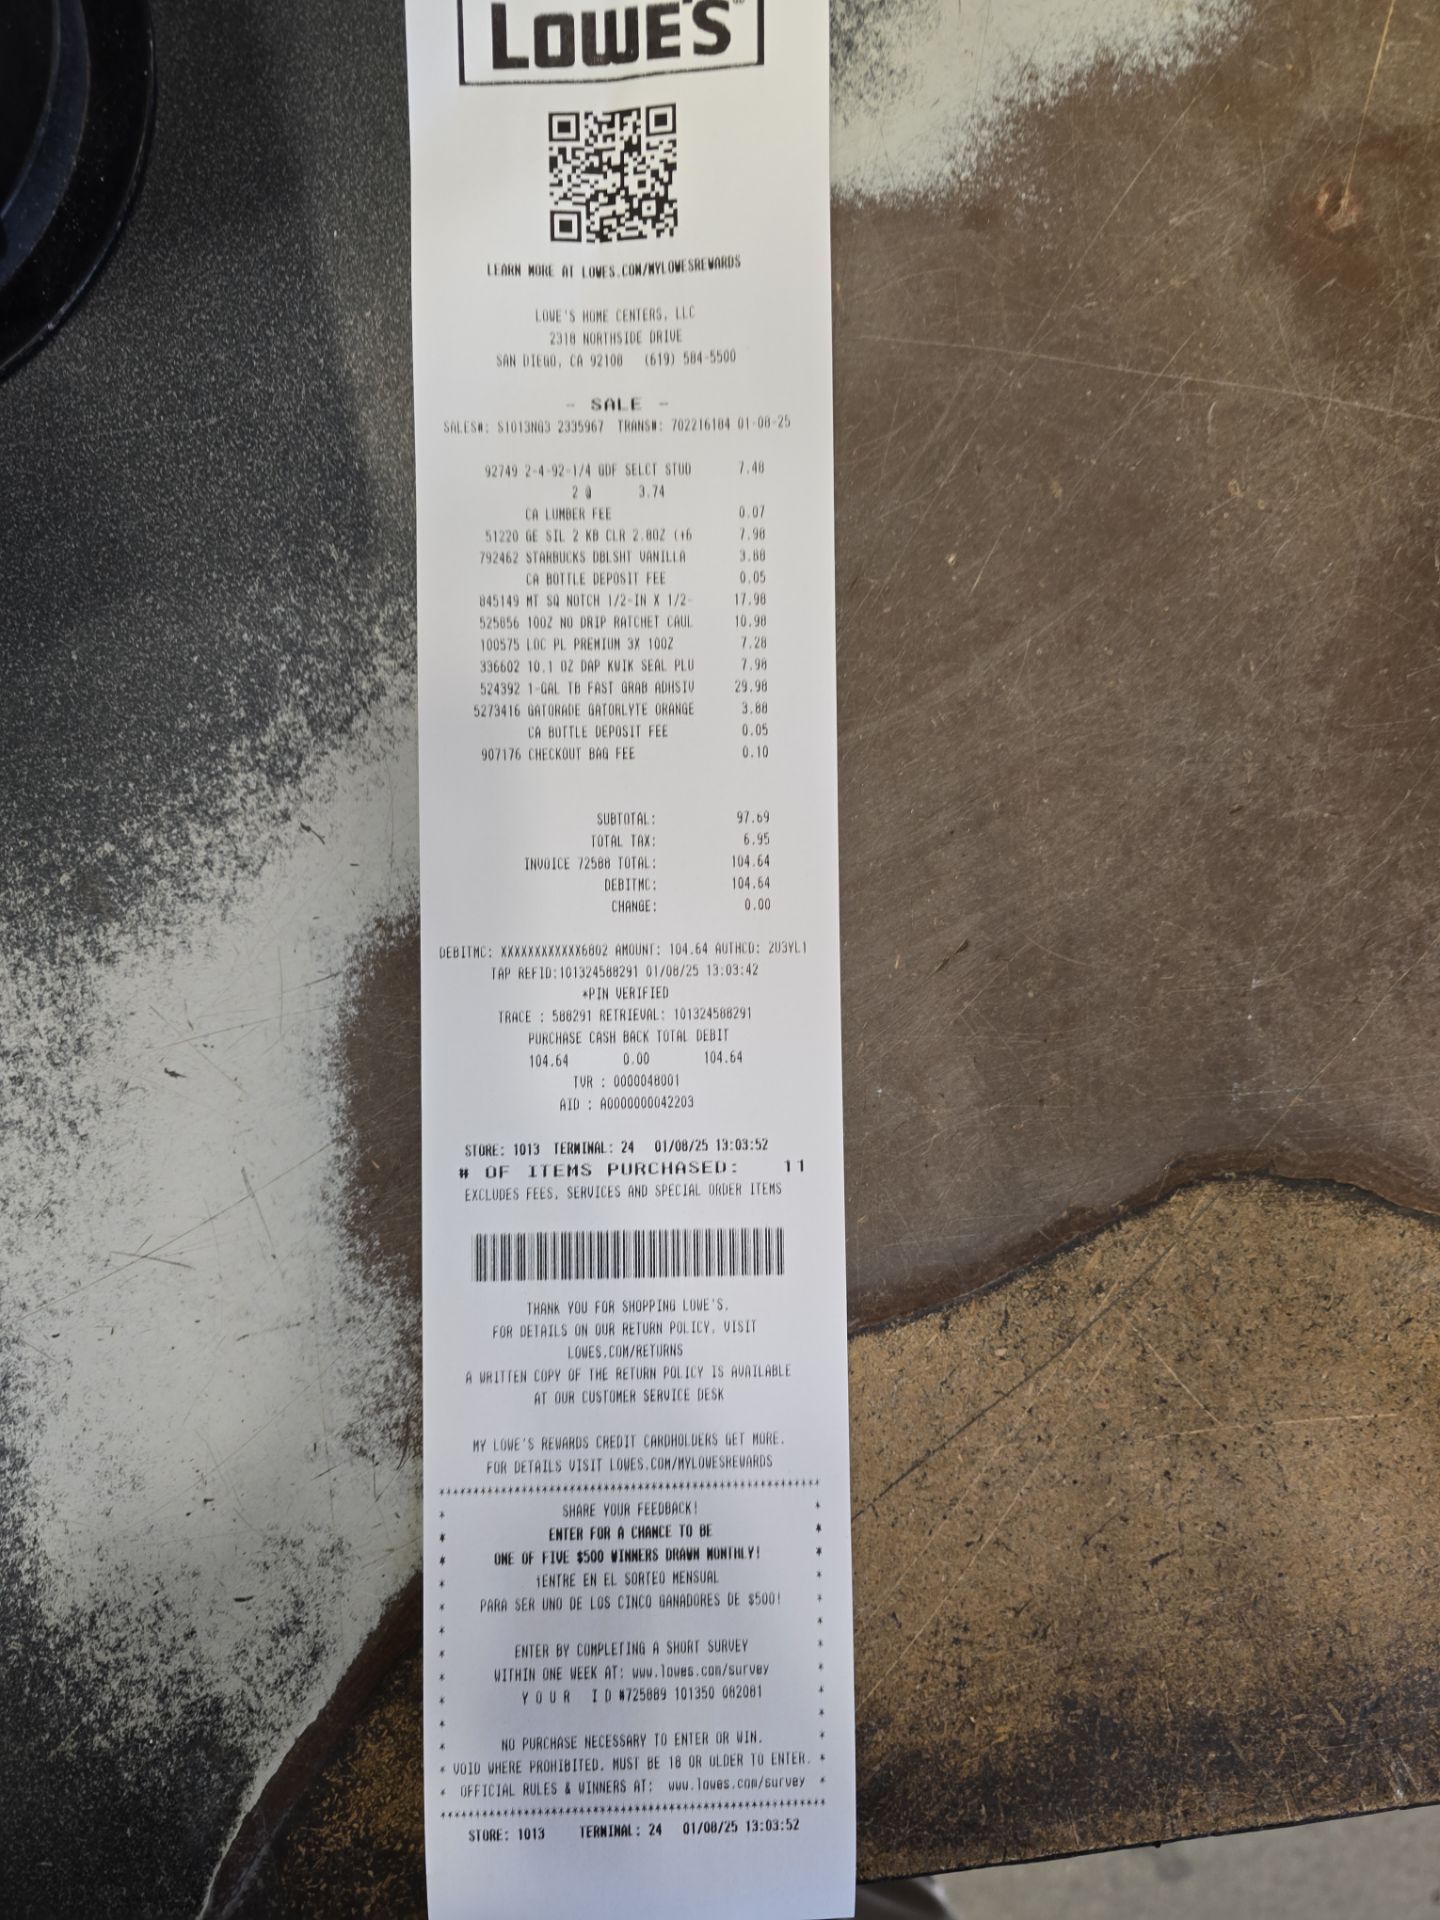 LOWE'S
LEARN MORE AT LOWES.COM/MYLOWESREWARDS
LOWE'S HOME CENTERS, LLC
2318 NORTHSIDE DRIVE
SAN DIEGO, CA 92108 (619) 584-5500
- SALE -
SALES#: S1013NG3 2335967 TRANS#: 702216184 01-08-25
92749 2-4-92-1/4 GDF SELCT STUD 7.48
2 @ 3.74
CA LUMBER FEE 0.07
51220 GE SIL 2 KB CLR 2.8OZ (+6 7.98
792462 STARBUCKS DBLSHT VANILLA 3.88
CA BOTTLE DEPOSIT FEE 0.05
845149 MT SQ NOTCH 1/2-IN X 1/2- 17.98
525856 10OZ NO DRIP RATCHET CAUL 10.98
100575 LOC PL PREMIUM 3X 10OZ 7.28
336602 10.1 OZ DAP KWIK SEAL PLU 7.98
524392 1-GAL TB FAST GRAB ADHSIV 29.98
5273416 GATORADE GATORLYTE ORANGE 3.88
CA BOTTLE DEPOSIT FEE 0.05
907176 CHECKOUT BAG FEE 0.10
SUBTOTAL: 97.69
TOTAL TAX: 6.95
INVOICE 72588 TOTAL: 104.64
DEBITMC: 104.64
CHANGE: 0.00
DEBITMC: XXXXXXXXXXXX6802 AMOUNT: 104.64 AUTHCD: 2U3YL1
TAP REFID:101324588291 01/08/25 13:03:42
*PIN VERIFIED
TRACE : 588291 RETRIEVAL: 101324588291
PURCHASE CASH BACK TOTAL DEBIT
104.64 0.00 104.64
TVR : 0000048001
AID : A0000000042203
STORE: 1013 TERMINAL: 24 01/08/25 13:03:52
# OF ITEMS PURCHASED: 11
EXCLUDES FEES, SERVICES AND SPECIAL ORDER ITEMS
THANK YOU FOR SHOPPING LOWE'S.
FOR DETAILS ON OUR RETURN POLICY, VISIT
LOWES.COM/RETURNS
A WRITTEN COPY OF THE RETURN POLICY IS AVAILABLE
AT OUR CUSTOMER SERVICE DESK
MY LOWE'S REWARDS CREDIT CARDHOLDERS GET MORE.
FOR DETAILS VISIT LOWES.COM/MYLOWESREWARDS
*******************************************************
* SHARE YOUR FEEDBACK! *
* ENTER FOR A CHANCE TO BE *
* ONE OF FIVE $500 WINNERS DRAWN MONTHLY! *
* ¡ENTRE EN EL SORTEO MENSUAL *
* PARA SER UNO DE LOS CINCO GANADORES DE $500! *
* *
* ENTER BY COMPLETING A SHORT SURVEY *
* WITHIN ONE WEEK AT: www.lowes.com/survey *
* Y O U R I D #725889 101350 082081 *
* *
* NO PURCHASE NECESSARY TO ENTER OR WIN. *
* VOID WHERE PROHIBITED. MUST BE 18 OR OLDER TO ENTER. *
* OFFICIAL RULES & WINNERS AT: www.lowes.com/survey *
*******************************************************
STORE: 1013 TERMINAL: 24 01/08/25 13:03:52